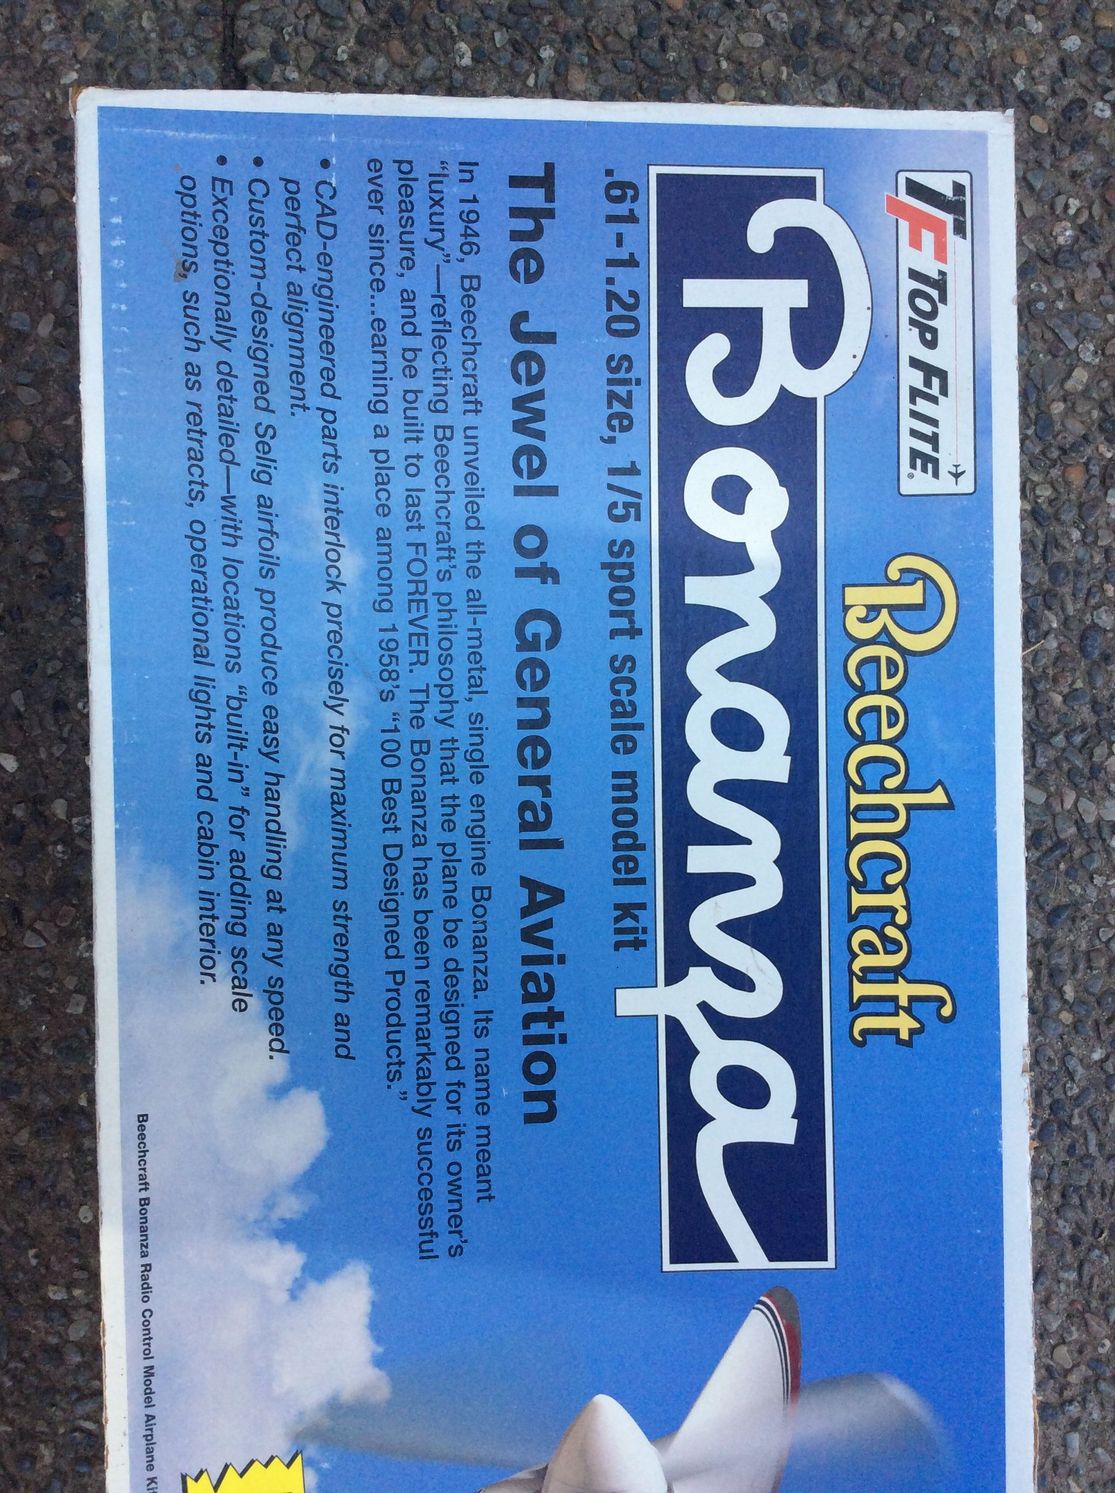 TF TOP FLITE®
Beechcraft
Bonanza
.61-1.20 size, 1/5 sport scale model kit
The Jewel of General Aviation
In 1946, Beechcraft unveiled the all-metal, single engine Bonanza. Its name meant
“luxury”—reflecting Beechcraft’s philosophy that the plane be designed for its owner’s
pleasure, and be built to last FOREVER. The Bonanza has been remarkably successful
ever since...earning a place among 1958’s “100 Best Designed Products.”
• CAD-engineered parts interlock precisely for maximum strength and
perfect alignment.
• Custom-designed Selig airfoils produce easy handling at any speed.
• Exceptionally detailed—with locations “built-in” for adding scale
options, such as retracts, operational lights and cabin interior.
Beechcraft Bonanza Radio Control Model Airplane Kit